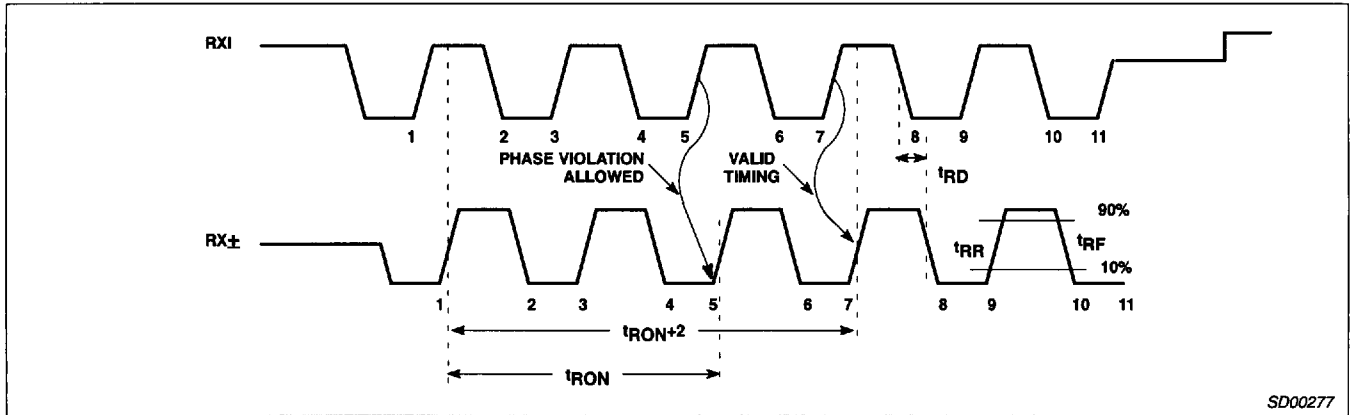 RXI
1 2 3 4 5 6 7 8 9 10 11
PHASE VIOLATION
ALLOWED
VALID
TIMING
tRD
RX±
90%
tRR
tRF
10%
1 2 3 4 5 6 7 8 9 10 11
tRON+2
tRON
SD00277